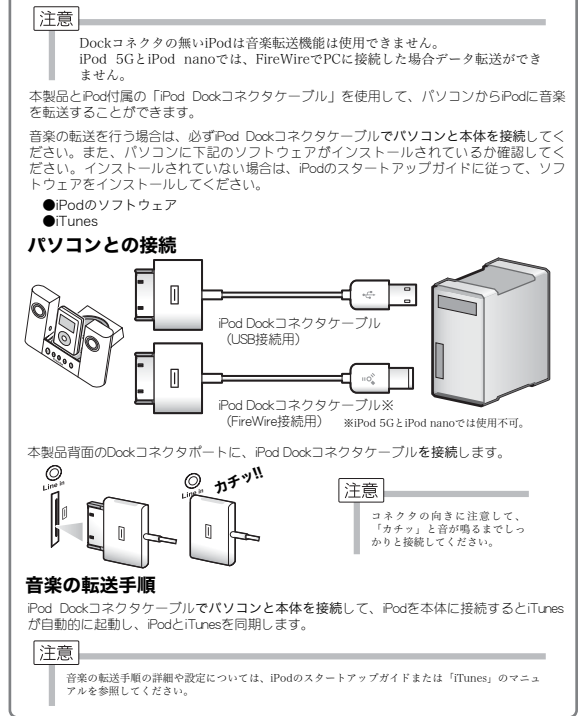 注意
Dockコネクタの無いiPodは音楽転送機能は使用できません。
iPod 5GとiPod nanoでは、FireWireでPCに接続した場合データ転送ができ
ません。
本製品とiPod付属の「iPod Dockコネクタケーブル」を使用して、パソコンからiPodに音楽
を転送することができます。
音楽の転送を行う場合は、必ずiPod Dockコネクタケーブルでパソコンと本体を接続してく
ださい。また、パソコンに下記のソフトウェアがインストールされているか確認してく
ださい。インストールされていない場合は、iPodのスタートアップガイドに従って、ソフ
トウェアをインストールしてください。
●iPodのソフトウェア
●iTunes
パソコンとの接続
iPod Dockコネクタケーブル
（USB接続用）
iPod Dockコネクタケーブル※
（FireWire接続用） ※iPod 5GとiPod nanoでは使用不可。
本製品背面のDockコネクタポートに、iPod Dockコネクタケーブルを接続します。
Line in
Line in
カチッ!!
注意
コネクタの向きに注意して、
「カチッ」と音が鳴るまでしっ
かりと接続してください。
音楽の転送手順
iPod Dockコネクタケーブルでパソコンと本体を接続して、iPodを本体に接続するとiTunes
が自動的に起動し、iPodとiTunesを同期します。
注意
音楽の転送手順の詳細や設定については、iPodのスタートアップガイドまたは「iTunes」のマニュ
アルを参照してください。